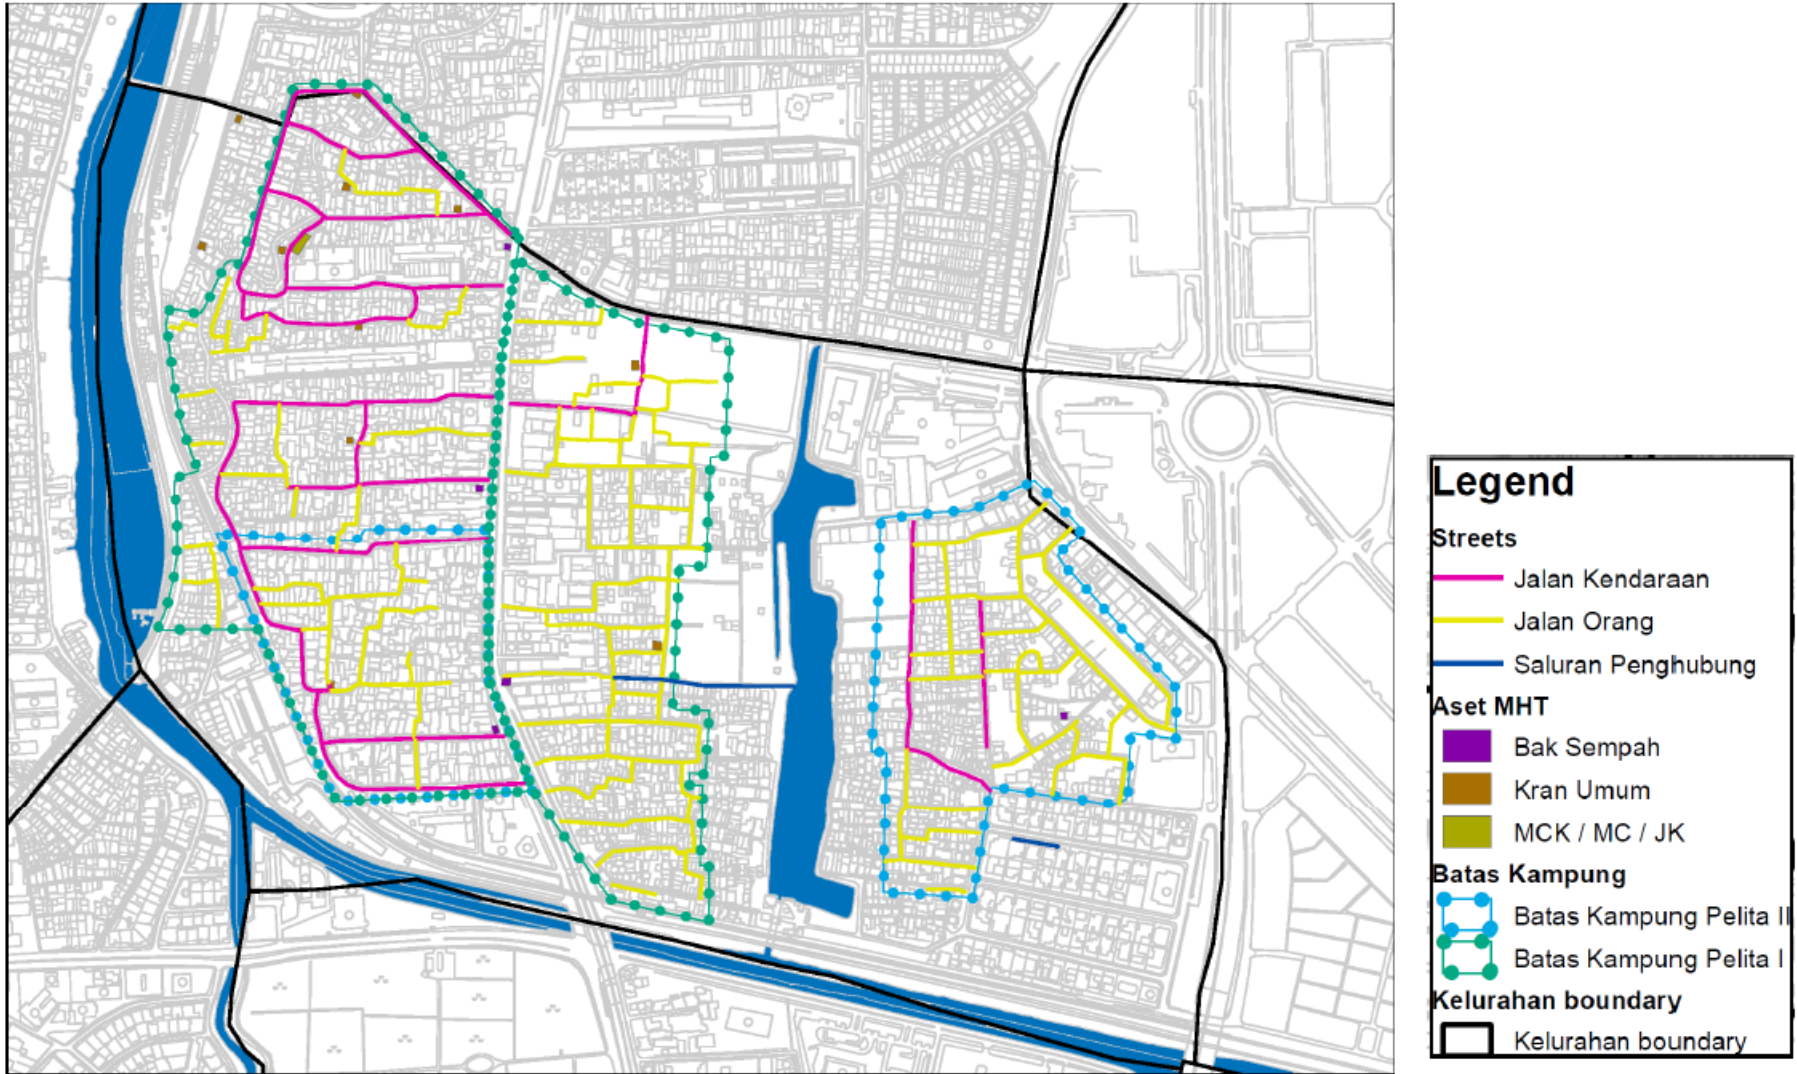 Legend
Streets
Jalan Kendaraan
Jalan Orang
Saluran Penghubung
Aset MHT
Bak Sempah
Kran Umum
MCK / MC / JK
Batas Kampung
Batas Kampung Pelita II
Batas Kampung Pelita I
Kelurahan boundary
Kelurahan boundary